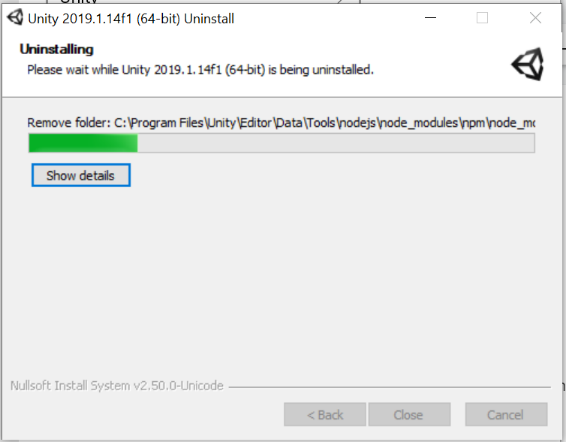 Unity
Unity 2019.1.14f1 (64-bit) Uninstall
Uninstalling
Please wait while Unity 2019.1.14f1 (64-bit) is being uninstalled.
Remove folder: C:\Program Files\Unity\Editor\Data\Tools\nodejs\node_modules\npm\node_mo
Show details
Nullsoft Install System v2.50.0-Unicode
< Back
Close
Cancel